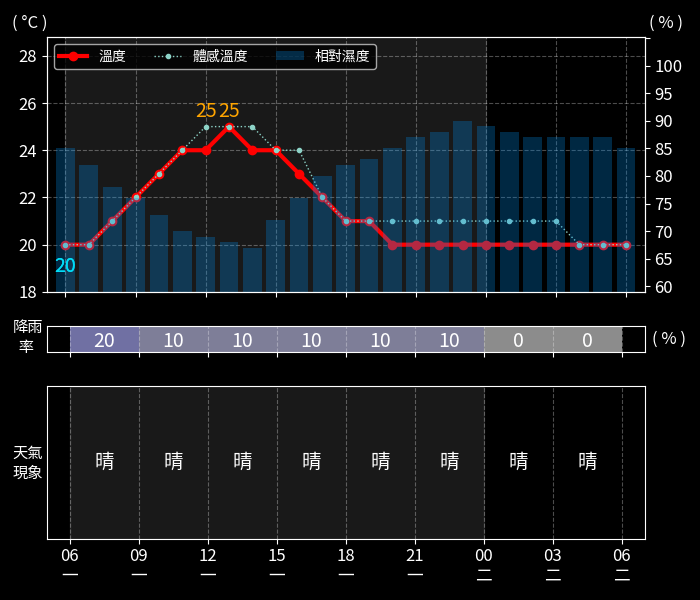 ( °C )
( % )
溫度
體感溫度
相對濕度
28
26
24
22
20
18
100
95
90
85
80
75
70
65
60
25 25
20
降雨
率
20 10 10 10 10 10 0 0
( % )
天氣
現象
晴 晴 晴 晴 晴 晴 晴 晴
06 09 12 15 18 21 00 03 06
一 一 一 一 一 一 二 二 二